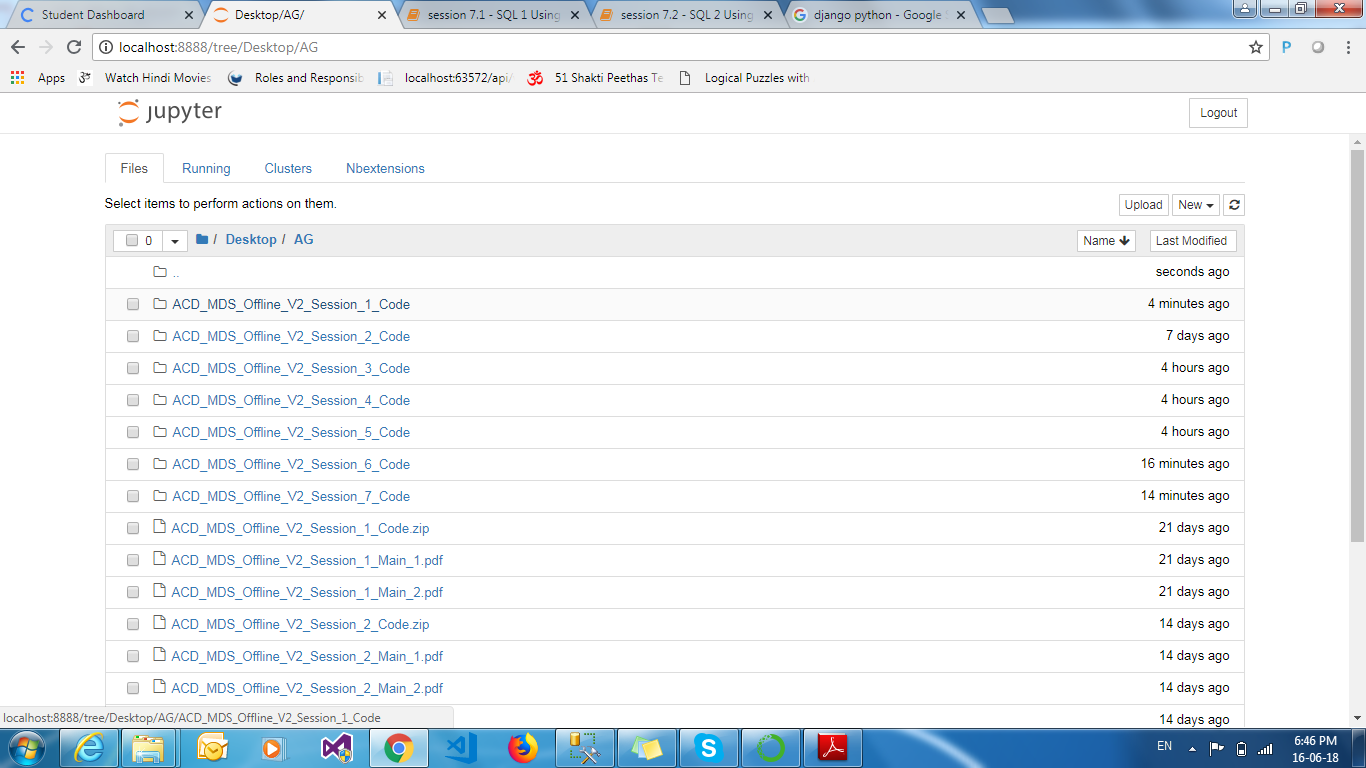 Student Dashboard
Desktop/AG/
session 7.1 - SQL 1 Using
session 7.2 - SQL 2 Using
django python - Google
localhost:8888/tree/Desktop/AG
P
Apps
Watch Hindi Movies
Roles and Responsib
localhost:63572/api/
ॐ
51 Shakti Peethas Te
Logical Puzzles with
jupyter
Logout
Files Running Clusters Nbextensions
Select items to perform actions on them.
Upload New
0 / Desktop / AG Name Last Modified
.. seconds ago
ACD_MDS_Offline_V2_Session_1_Code 4 minutes ago
ACD_MDS_Offline_V2_Session_2_Code 7 days ago
ACD_MDS_Offline_V2_Session_3_Code 4 hours ago
ACD_MDS_Offline_V2_Session_4_Code 4 hours ago
ACD_MDS_Offline_V2_Session_5_Code 4 hours ago
ACD_MDS_Offline_V2_Session_6_Code 16 minutes ago
ACD_MDS_Offline_V2_Session_7_Code 14 minutes ago
ACD_MDS_Offline_V2_Session_1_Code.zip 21 days ago
ACD_MDS_Offline_V2_Session_1_Main_1.pdf 21 days ago
ACD_MDS_Offline_V2_Session_1_Main_2.pdf 21 days ago
ACD_MDS_Offline_V2_Session_2_Code.zip 14 days ago
ACD_MDS_Offline_V2_Session_2_Main_1.pdf 14 days ago
ACD_MDS_Offline_V2_Session_2_Main_2.pdf 14 days ago
14 days ago
localhost:8888/tree/Desktop/AG/ACD_MDS_Offline_V2_Session_1_Code
EN
6:46 PM
16-06-18